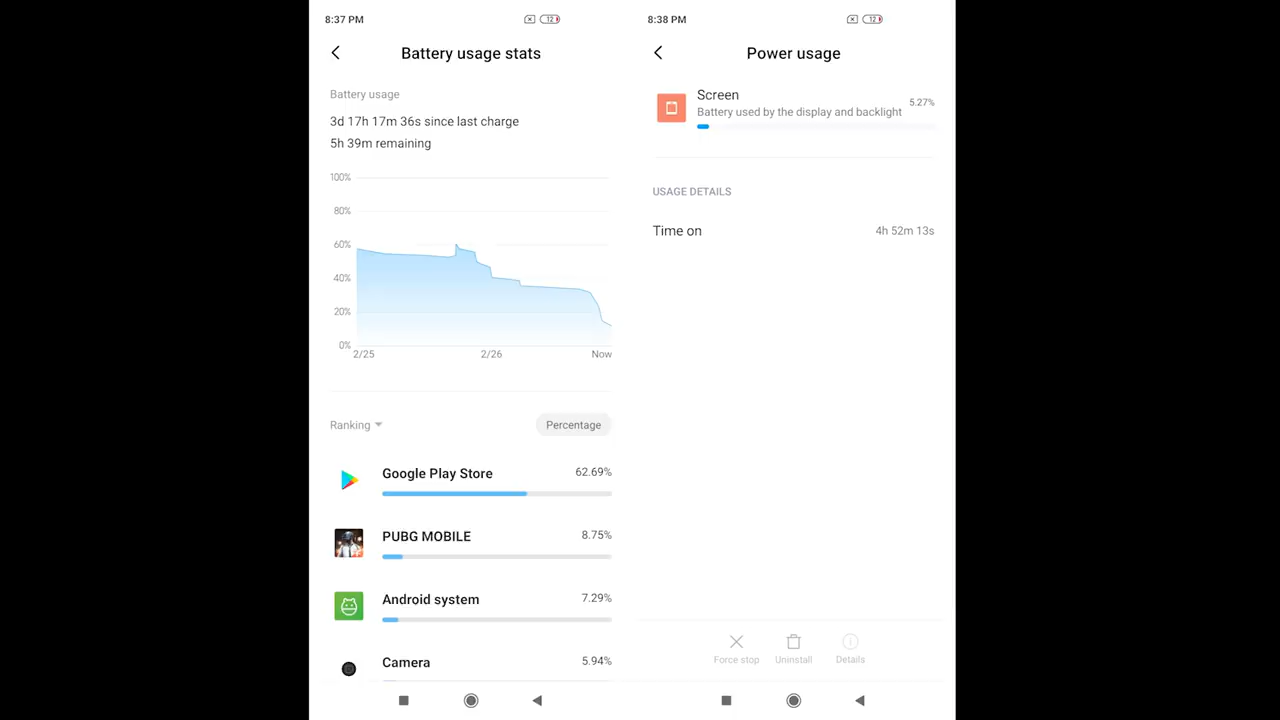 8:37 PM
12
Battery usage stats
Battery usage
3d 17h 17m 36s since last charge
5h 39m remaining
100%
80%
60%
40%
20%
0%
2/25
2/26
Now
Ranking
Percentage
Google Play Store
62.69%
PUBG MOBILE
8.75%
Android system
7.29%
Camera
5.94%
8:38 PM
12
Power usage
Screen
5.27%
Battery used by the display and backlight
USAGE DETAILS
Time on
4h 52m 13s
Force stop
Uninstall
Details